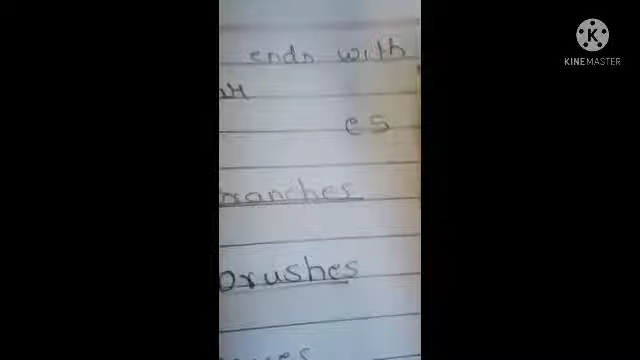 ends with
es
ranches
brushes
KINEMASTER